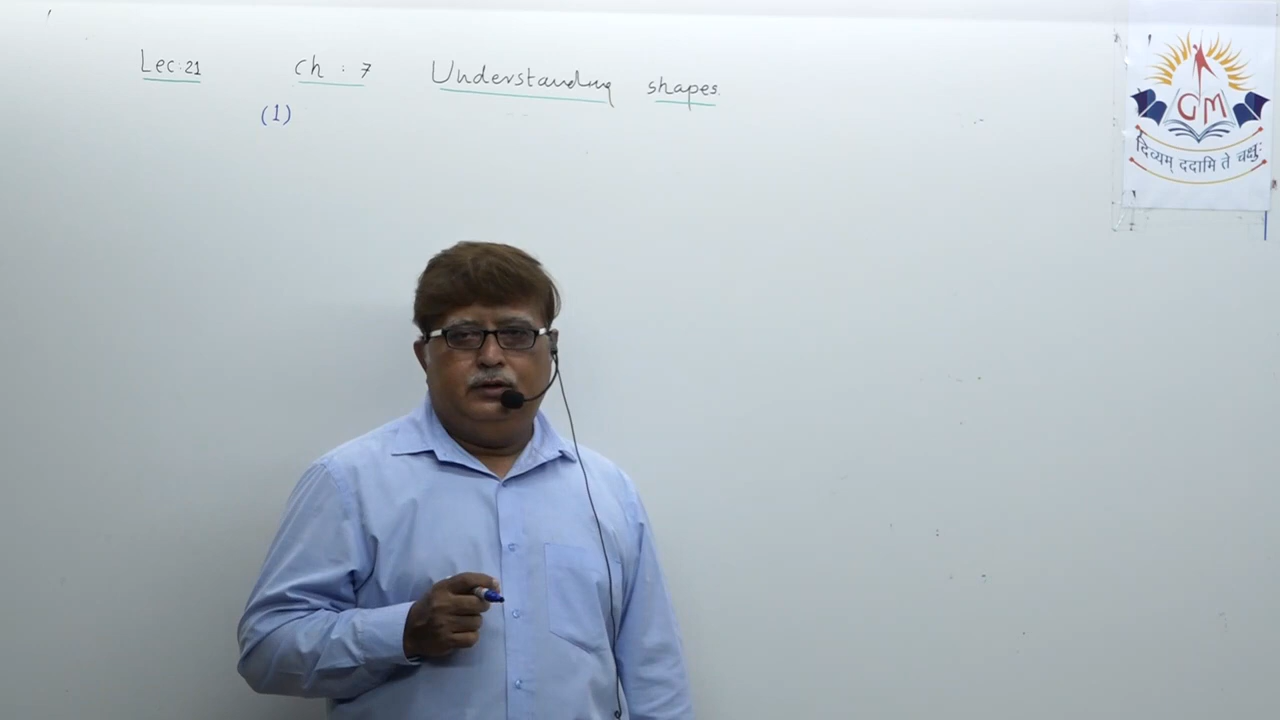 Lec:21 Ch : 7 Understanding shapes
(1)
GM
दिव्यम् ददामि ते चक्षुः